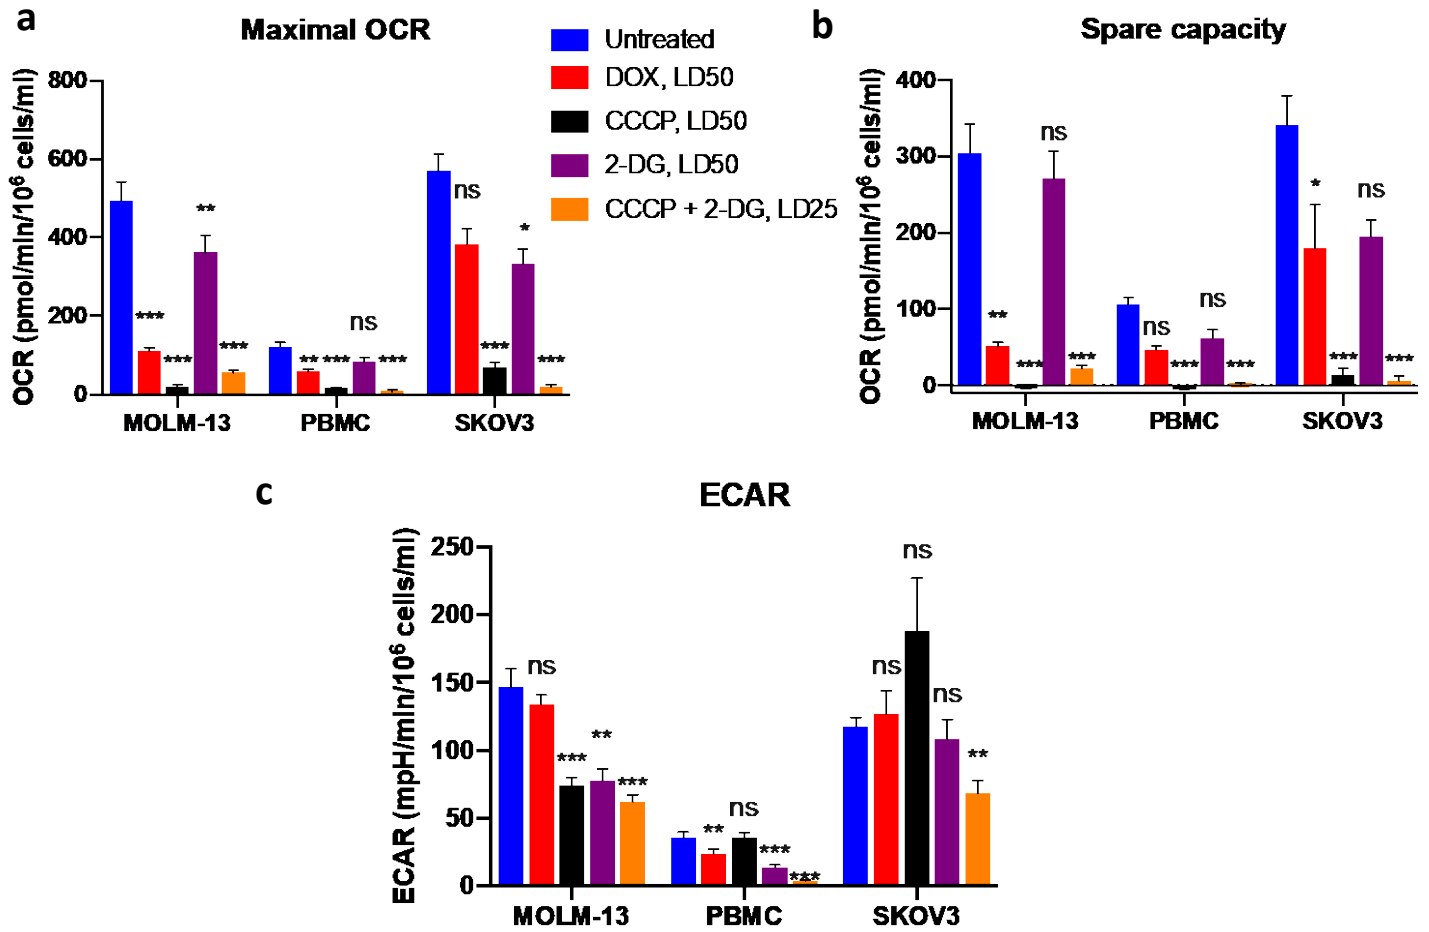 a
Maximal OCR
OCR (pmol/mln/10⁶ cells/ml)
800
600
400
200
0
***
***
**
***
**
***
ns
***
ns
***
*
***
MOLM-13
PBMC
SKOV3
Untreated
DOX, LD50
CCCP, LD50
2-DG, LD50
CCCP + 2-DG, LD25
b
Spare capacity
OCR (pmol/mln/10⁶ cells/ml)
400
300
200
100
0
**
***
ns
***
ns
***
ns
***
*
***
ns
***
MOLM-13
PBMC
SKOV3
c
ECAR
ECAR (mpH/mln/10⁶ cells/ml)
250
200
150
100
50
0
ns
***
**
***
**
ns
***
***
ns
ns
ns
**
MOLM-13
PBMC
SKOV3